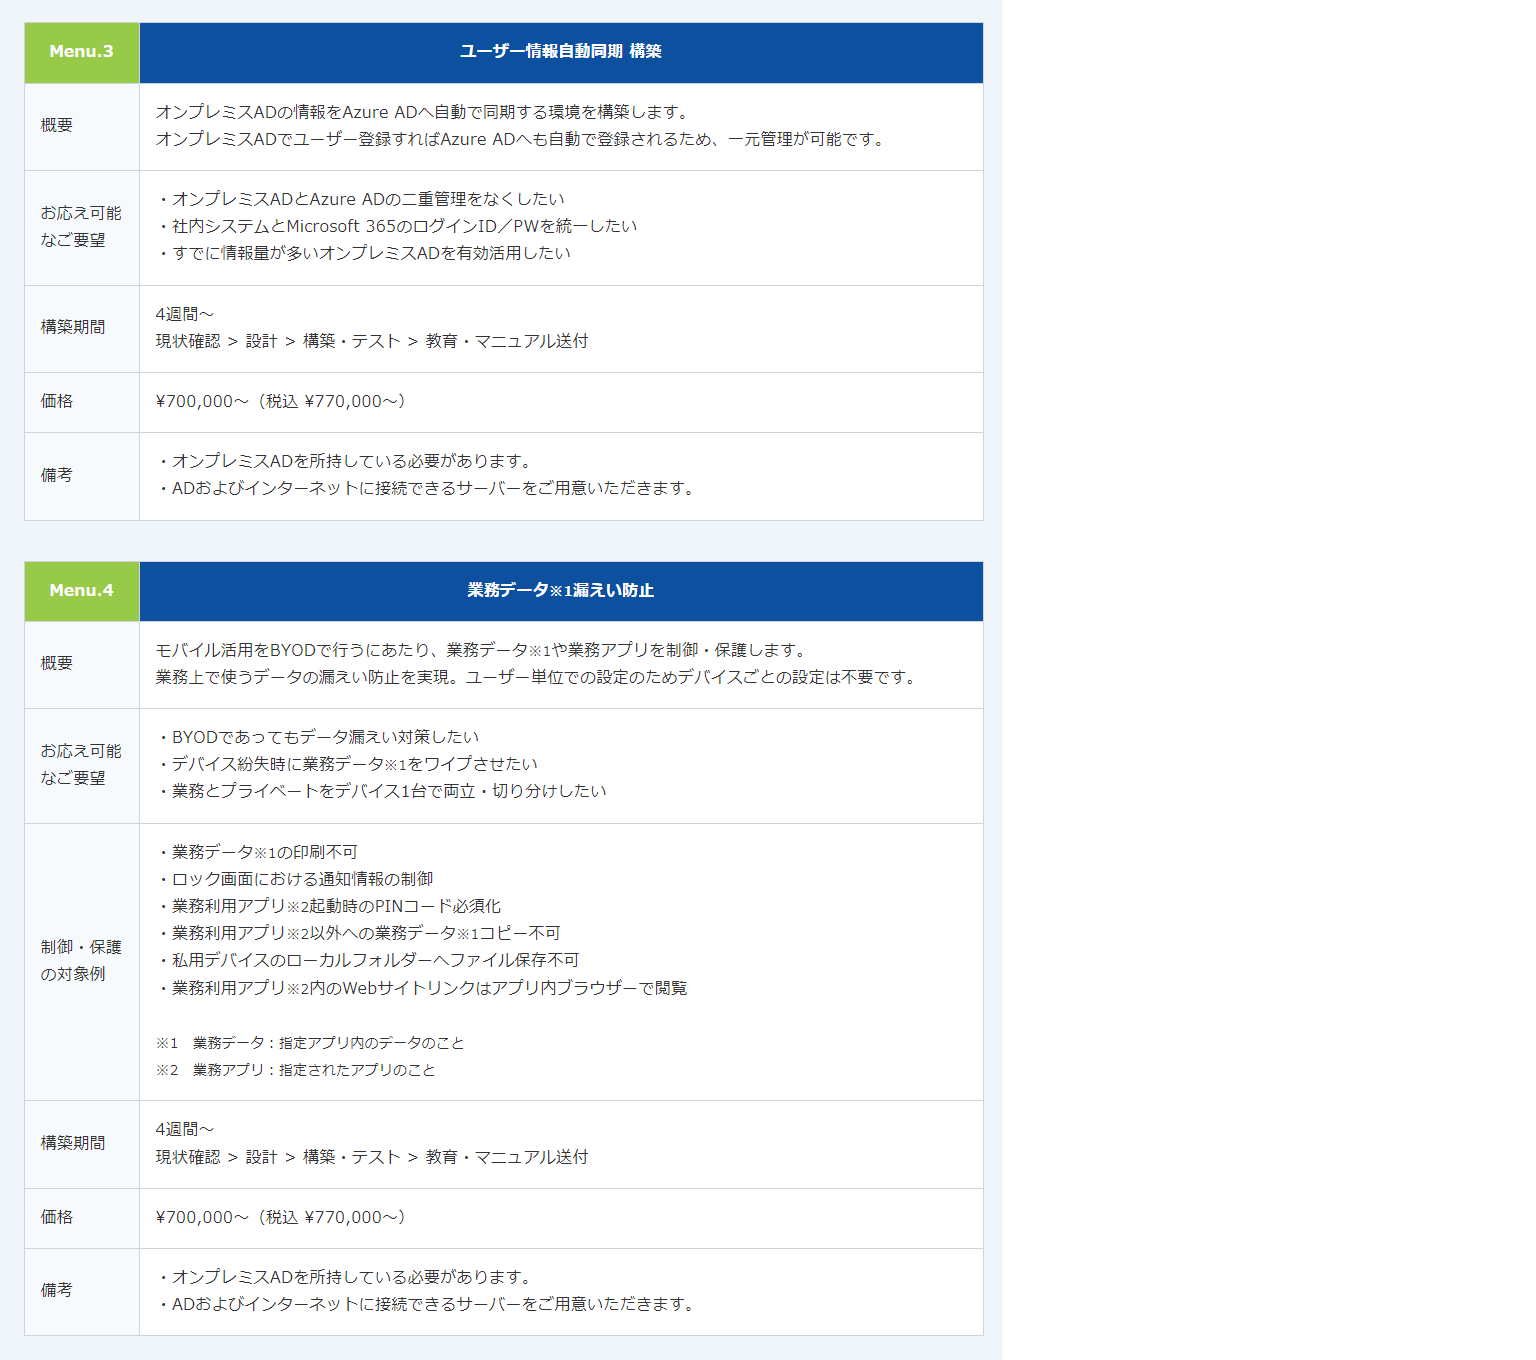 Menu.3
ユーザー情報自動同期 構築
概要
オンプレミスADの情報をAzure ADへ自動で同期する環境を構築します。
オンプレミスADでユーザー登録すればAzure ADへも自動で登録されるため、一元管理が可能です。
お応え可能
なご要望
・オンプレミスADとAzure ADの二重管理をなくしたい
・社内システムとMicrosoft 365のログインID／PWを統一したい
・すでに情報量が多いオンプレミスADを有効活用したい
構築期間
4週間～
現状確認 > 設計 > 構築・テスト > 教育・マニュアル送付
価格
¥700,000～（税込 ¥770,000～）
備考
・オンプレミスADを所持している必要があります。
・ADおよびインターネットに接続できるサーバーをご用意いただきます。
Menu.4
業務データ※1漏えい防止
概要
モバイル活用をBYODで行うにあたり、業務データ※1や業務アプリを制御・保護します。
業務上で使うデータの漏えい防止を実現。ユーザー単位での設定のためデバイスごとの設定は不要です。
お応え可能
なご要望
・BYODであってもデータ漏えい対策したい
・デバイス紛失時に業務データ※1をワイプさせたい
・業務とプライベートをデバイス1台で両立・切り分けしたい
制御・保護
の対象例
・業務データ※1の印刷不可
・ロック画面における通知情報の制御
・業務利用アプリ※2起動時のPINコード必須化
・業務利用アプリ※2以外への業務データ※1コピー不可
・私用デバイスのローカルフォルダーへファイル保存不可
・業務利用アプリ※2内のWebサイトリンクはアプリ内ブラウザーで閲覧
※1　業務データ：指定アプリ内のデータのこと
※2　業務アプリ：指定されたアプリのこと
構築期間
4週間～
現状確認 > 設計 > 構築・テスト > 教育・マニュアル送付
価格
¥700,000～（税込 ¥770,000～）
備考
・オンプレミスADを所持している必要があります。
・ADおよびインターネットに接続できるサーバーをご用意いただきます。